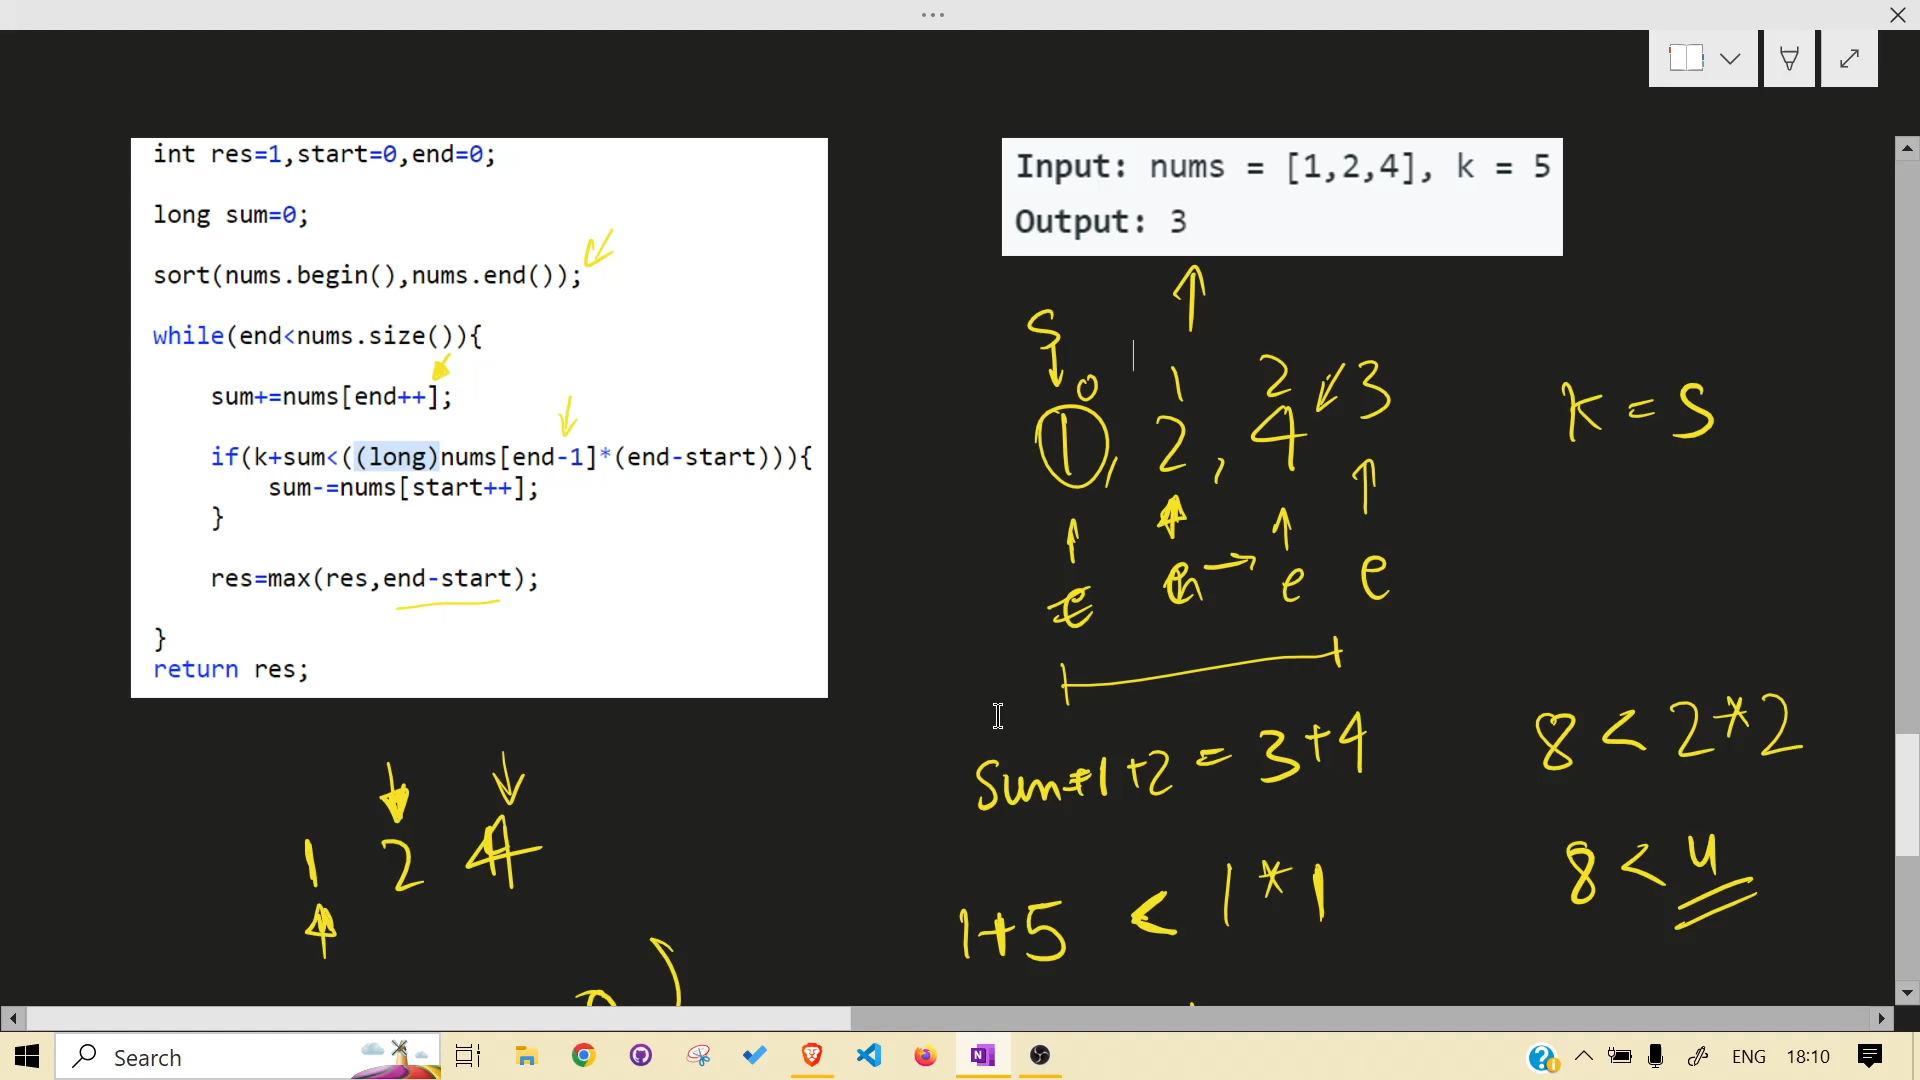 int res=1,start=0,end=0;
long sum=0;
sort(nums.begin(),nums.end());
while(end<nums.size()){
sum+=nums[end++];
if(k+sum<((long)nums[end-1]*(end-start))){
sum-=nums[start++];
}
res=max(res,end-start);
}
return res;
Input: nums = [1,2,4], k = 5
Output: 3
S
0 1 2 3
1, 2, 4
k = 5
e e e
sum=1+2 = 3+4
8 < 2*2
1 2 4
8 < 4
1+5 < 1*1
Search
ENG 18:10